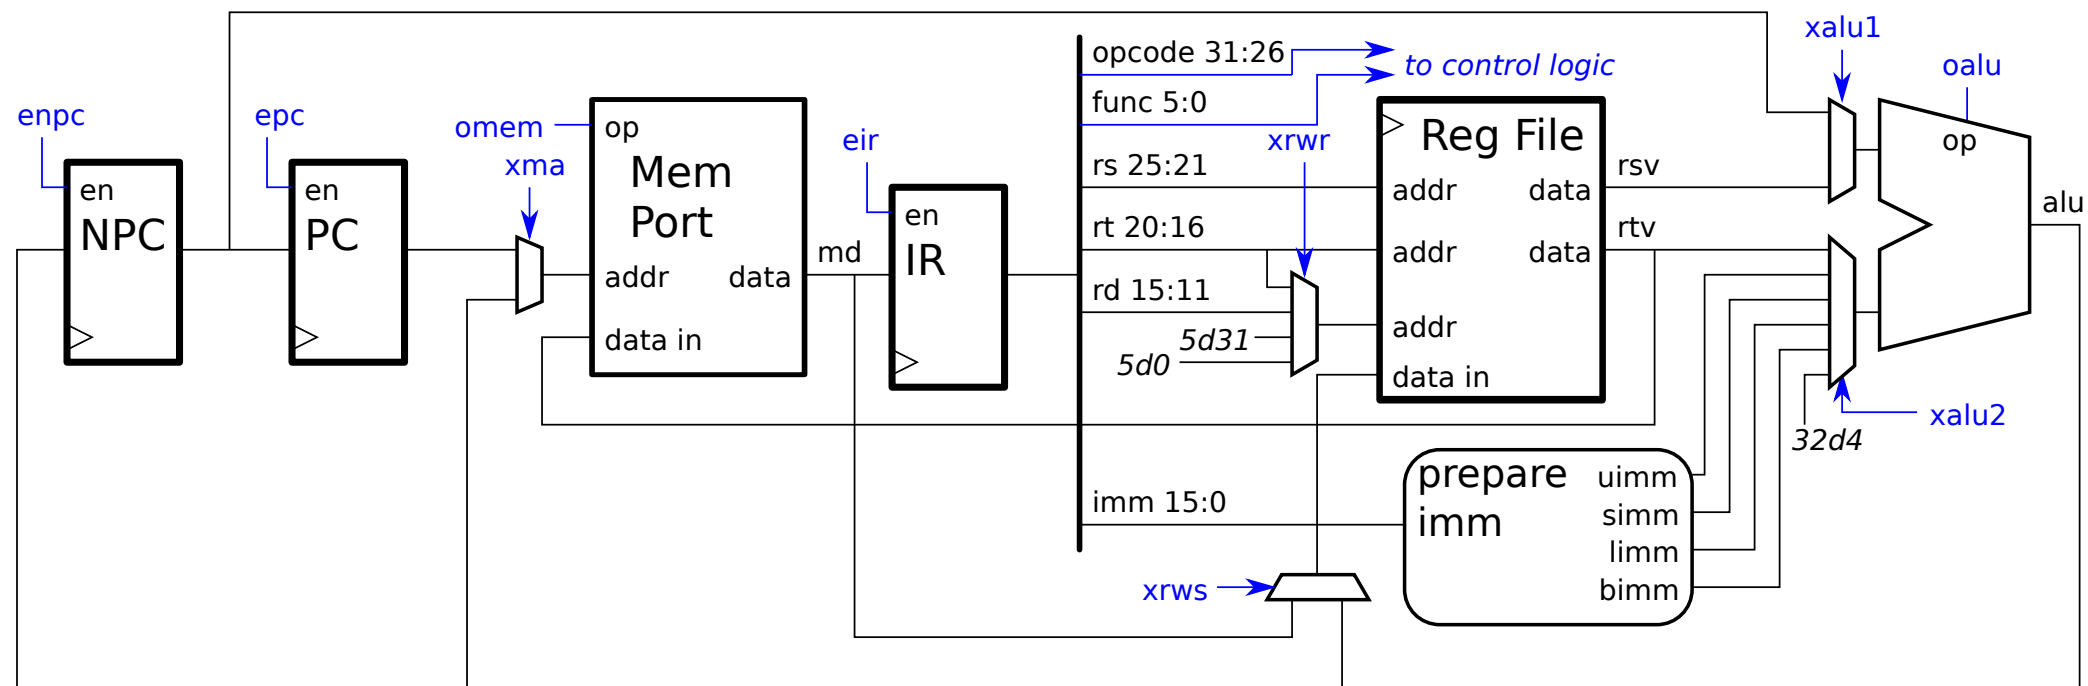 enpc
en
NPC
epc
en
PC
omem
xma
op
Mem
Port
addr
data
data in
md
eir
en
IR
opcode 31:26
to control logic
func 5:0
rs 25:21
rt 20:16
rd 15:11
5d31
5d0
imm 15:0
xrwr
Reg File
addr
data
addr
data
addr
data in
rsv
rtv
xrws
prepare
imm
uimm
simm
limm
bimm
xalu1
oalu
op
alu
xalu2
32d4